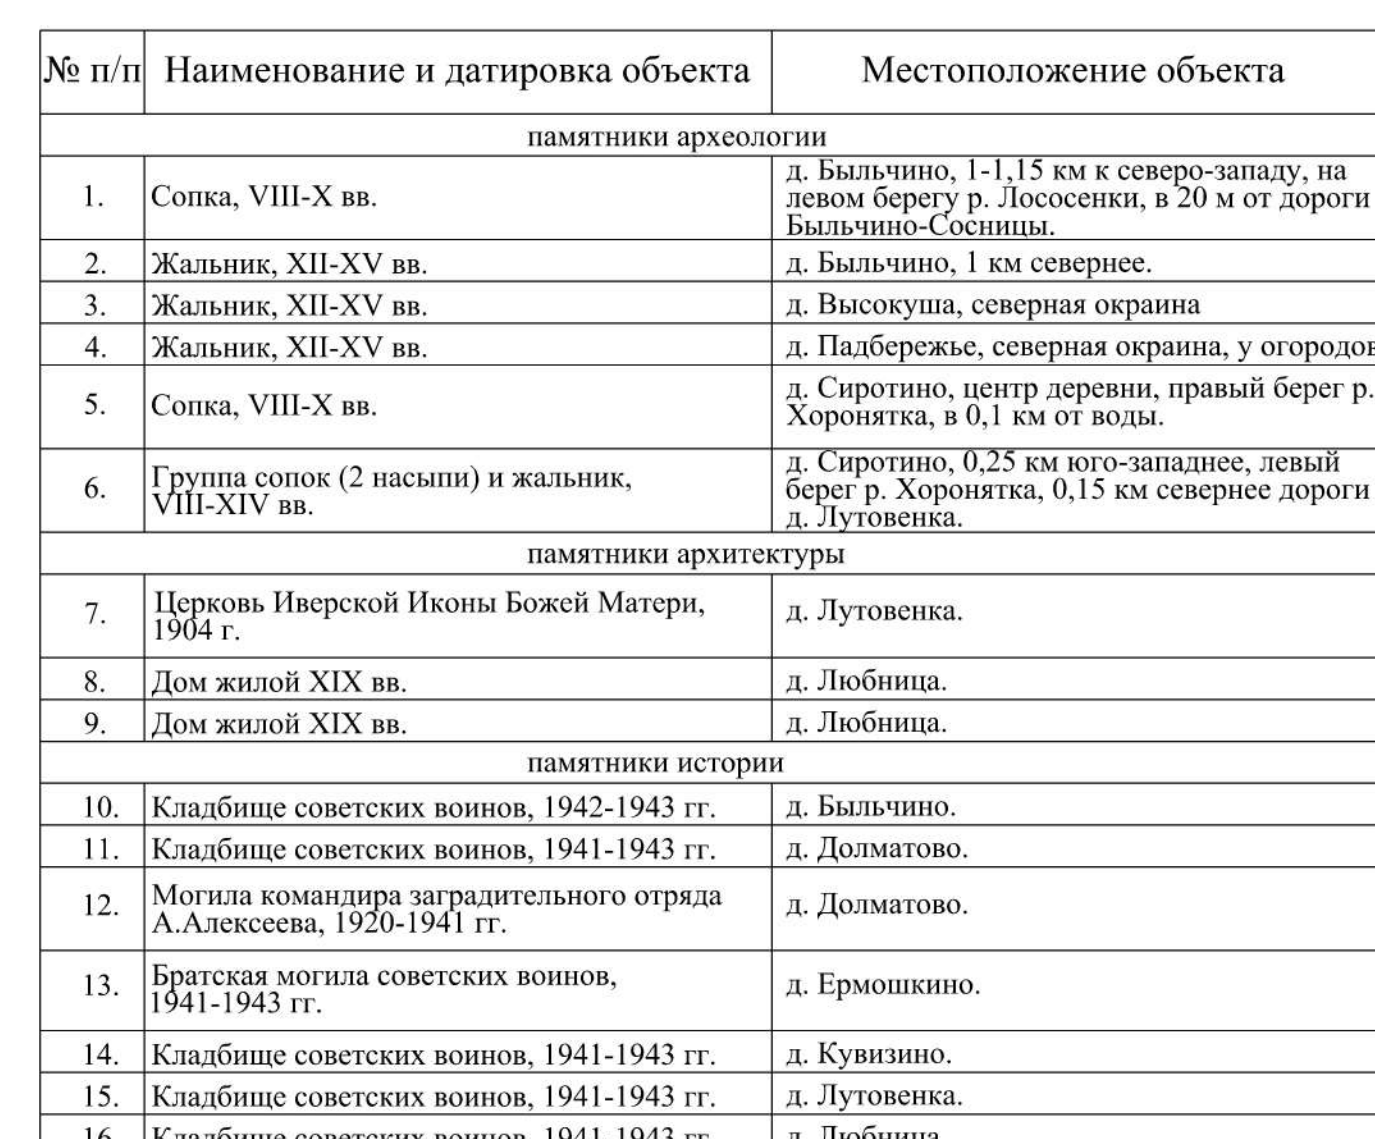 № п/п Наименование и датировка объекта Местоположение объекта
памятники археологии
1. Сопка, VIII-X вв. д. Быльчино, 1-1,15 км к северо-западу, на
левом берегу р. Лососенки, в 20 м от дороги
Быльчино-Сосницы.
2. Жальник, XII-XV вв. д. Быльчино, 1 км севернее.
3. Жальник, XII-XV вв. д. Высокуша, северная окраина
4. Жальник, XII-XV вв. д. Падбережье, северная окраина, у огородов
5. Сопка, VIII-X вв. д. Сиротино, центр деревни, правый берег р.
Хоронятка, в 0,1 км от воды.
6. Группа сопок (2 насыпи) и жальник,
VIII-XIV вв.
д. Сиротино, 0,25 км юго-западнее, левый
берег р. Хоронятка, 0,15 км севернее дороги
д. Лутовенка.
памятники архитектуры
7. Церковь Иверской Иконы Божей Матери,
1904 г.
д. Лутовенка.
8. Дом жилой XIX вв. д. Любница.
9. Дом жилой XIX вв. д. Любница.
памятники истории
10. Кладбище советских воинов, 1942-1943 гг. д. Быльчино.
11. Кладбище советских воинов, 1941-1943 гг. д. Долматово.
12. Могила командира заградительного отряда
А.Алексеева, 1920-1941 гг.
д. Долматово.
13. Братская могила советских воинов,
1941-1943 гг.
д. Ермошкино.
14. Кладбище советских воинов, 1941-1943 гг. д. Кувизино.
15. Кладбище советских воинов, 1941-1943 гг. д. Лутовенка.
16. Кладбище советских воинов, 1941-1943 гг. д. Любница.